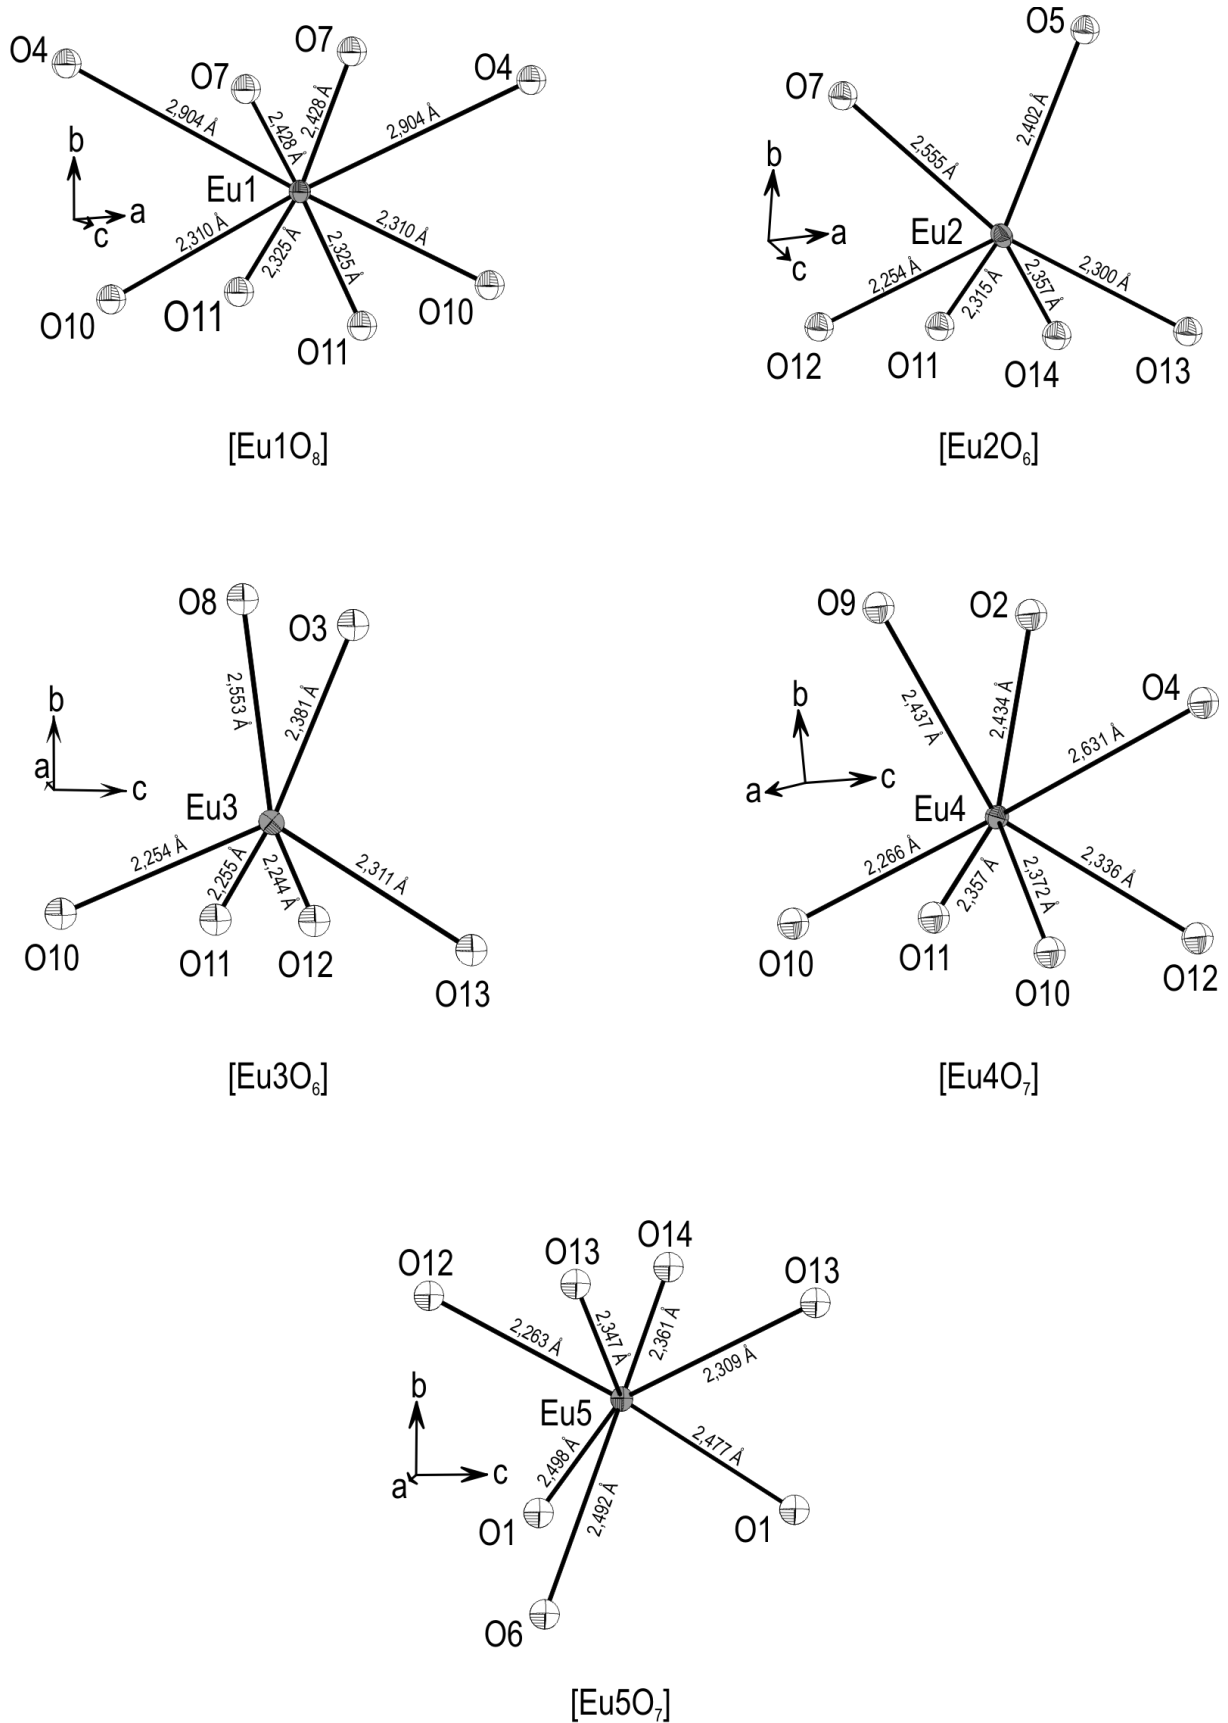 O4
O7
O7
O4
2,904 Å
2,428 Å
2,428 Å
2,904 Å
b
a
c
Eu1
2,310 Å
2,325 Å
2,325 Å
2,310 Å
O10
O11
O11
O10
[Eu1O₈]
O5
O7
2,555 Å
2,402 Å
b
a
c
Eu2
2,254 Å
2,315 Å
2,357 Å
2,300 Å
O12
O11
O14
O13
[Eu2O₆]
O8
O3
2,553 Å
2,381 Å
b
a
c
Eu3
2,254 Å
2,255 Å
2,244 Å
2,311 Å
O10
O11
O12
O13
[Eu3O₆]
O9
O2
O4
2,437 Å
2,434 Å
2,631 Å
b
a
c
Eu4
2,266 Å
2,357 Å
2,372 Å
2,336 Å
O10
O11
O10
O12
[Eu4O₇]
O12
O13
O14
O13
2,263 Å
2,347 Å
2,361 Å
2,309 Å
b
a
c
Eu5
2,498 Å
2,492 Å
2,477 Å
O1
O1
O6
[Eu5O₇]